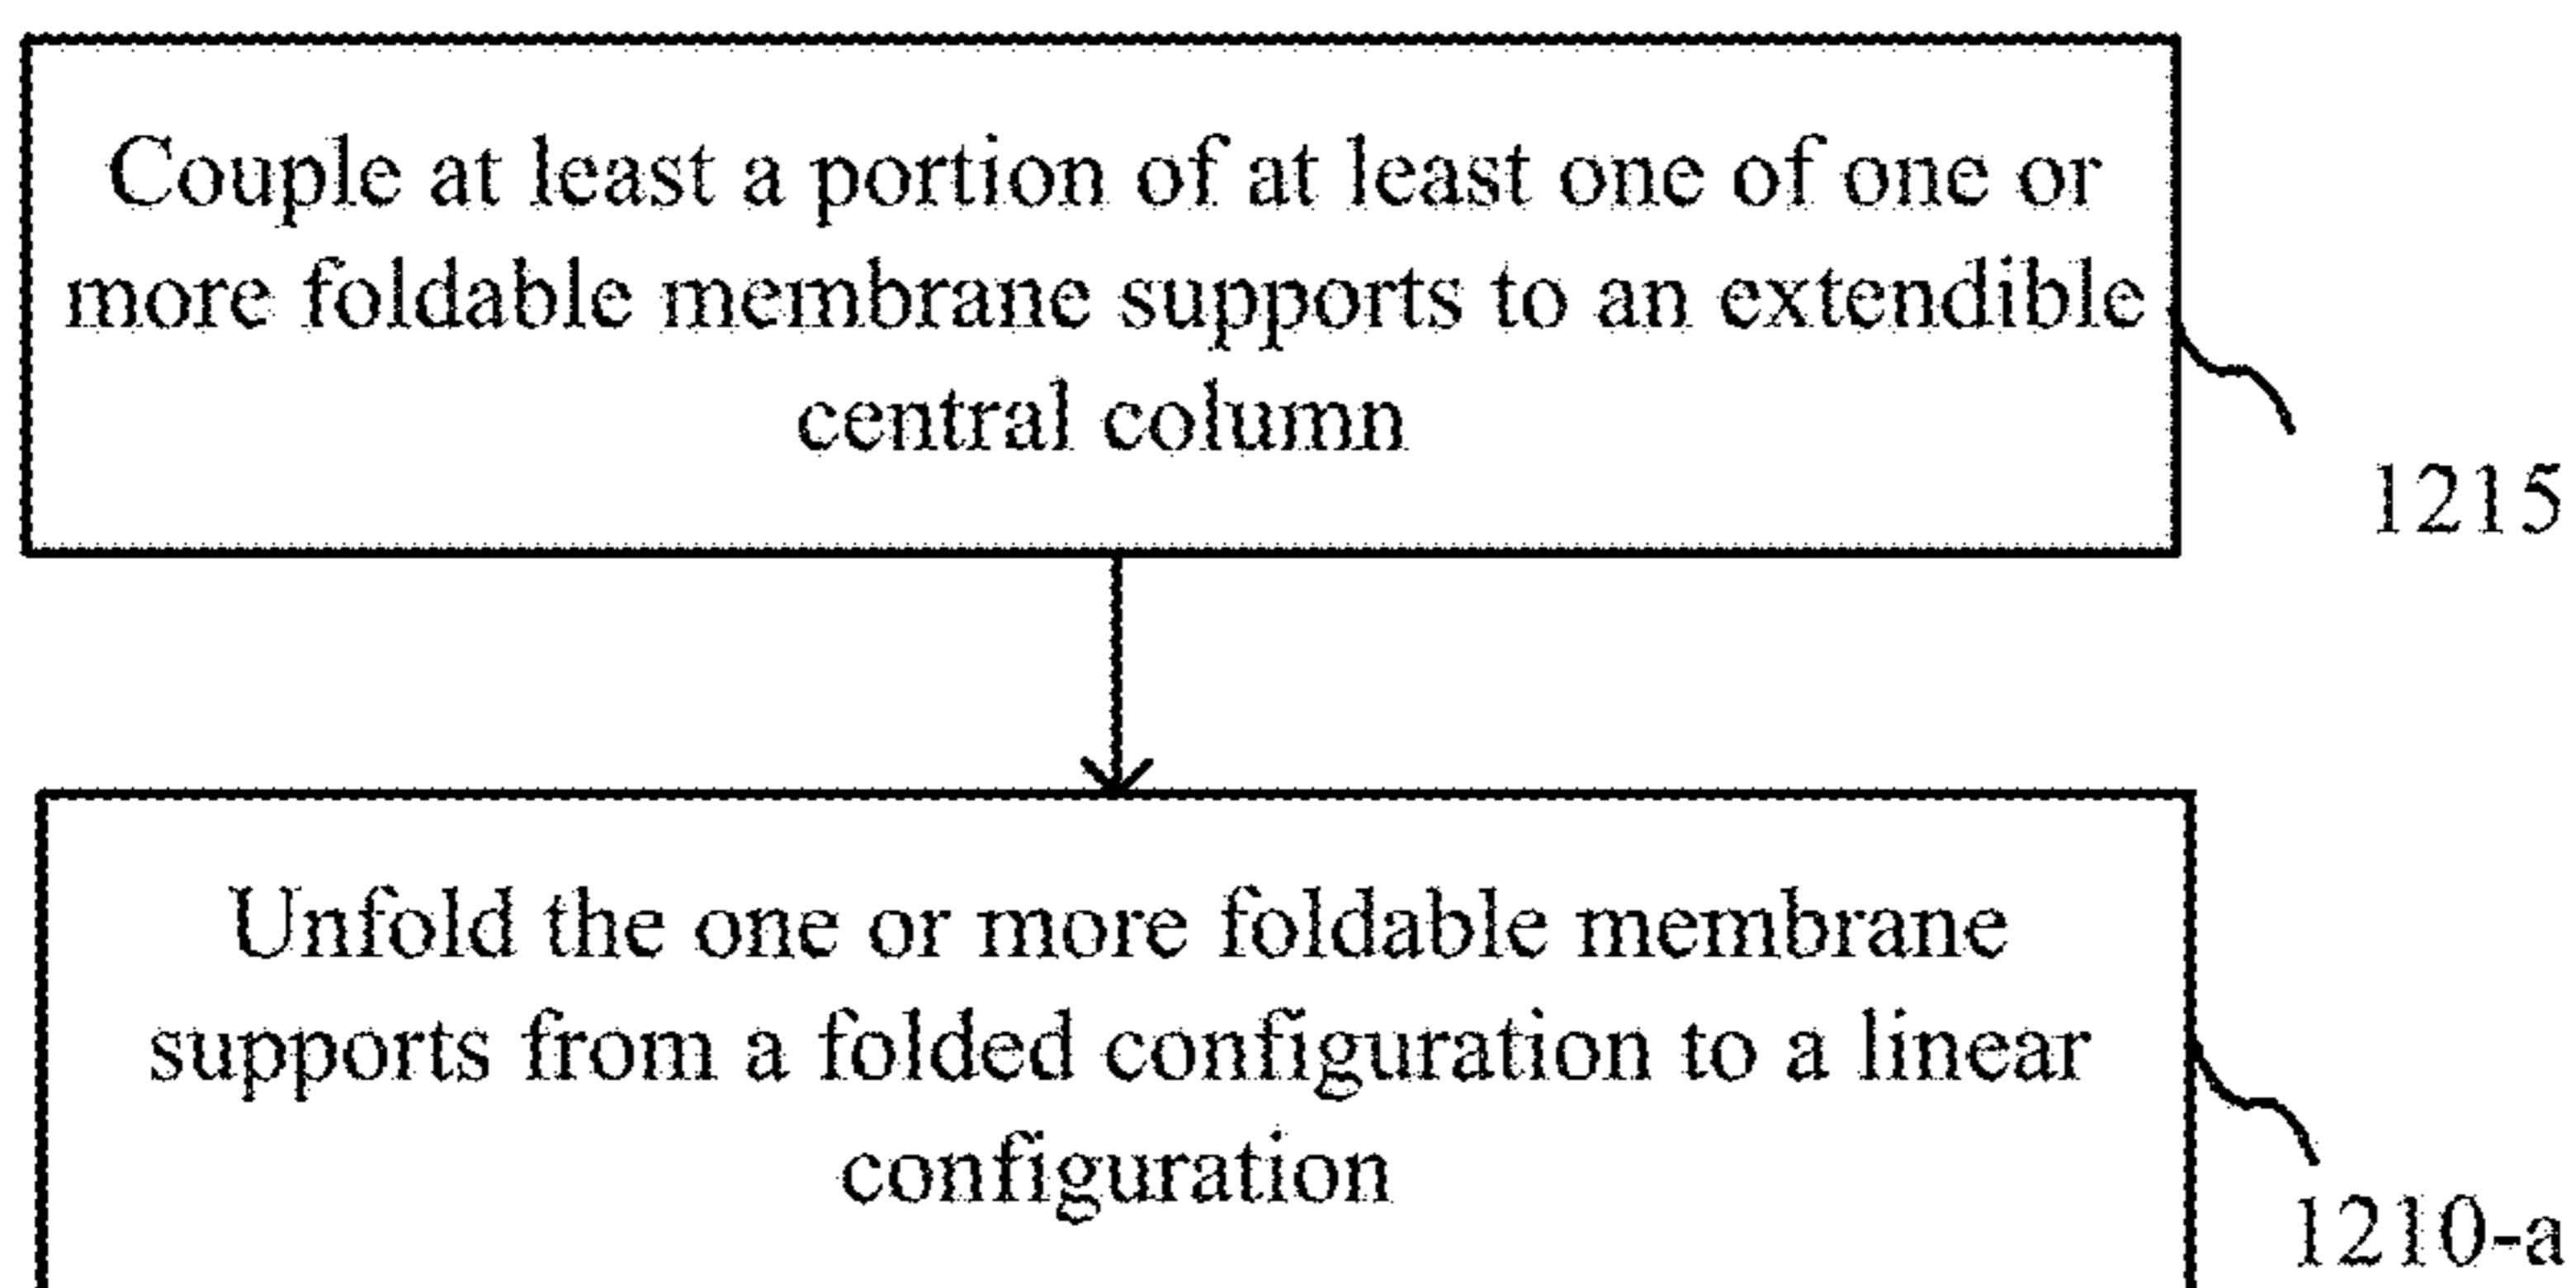 Couple at least a portion of at least one of one or
more foldable membrane supports to an extendible
central column
1215
Unfold the one or more foldable membrane
supports from a folded configuration to a linear
configuration
1210-a